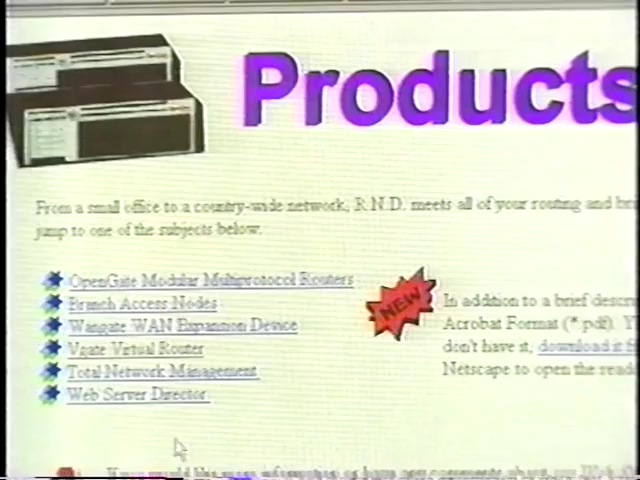 Products
From a small office to a country-wide network, R.N.D. meets all of your routing and bri
jump to one of the subjects below.
OpenGate Modular Multiprotocol Routers
Branch Access Nodes
Wangate WAN Expansion Device
Vgate Virtual Router
Total Network Management
Web Server Director
NEW
In addition to a brief descri
Acrobat Format (*.pdf). Y
don't have it, download it f
Netscape to open the read